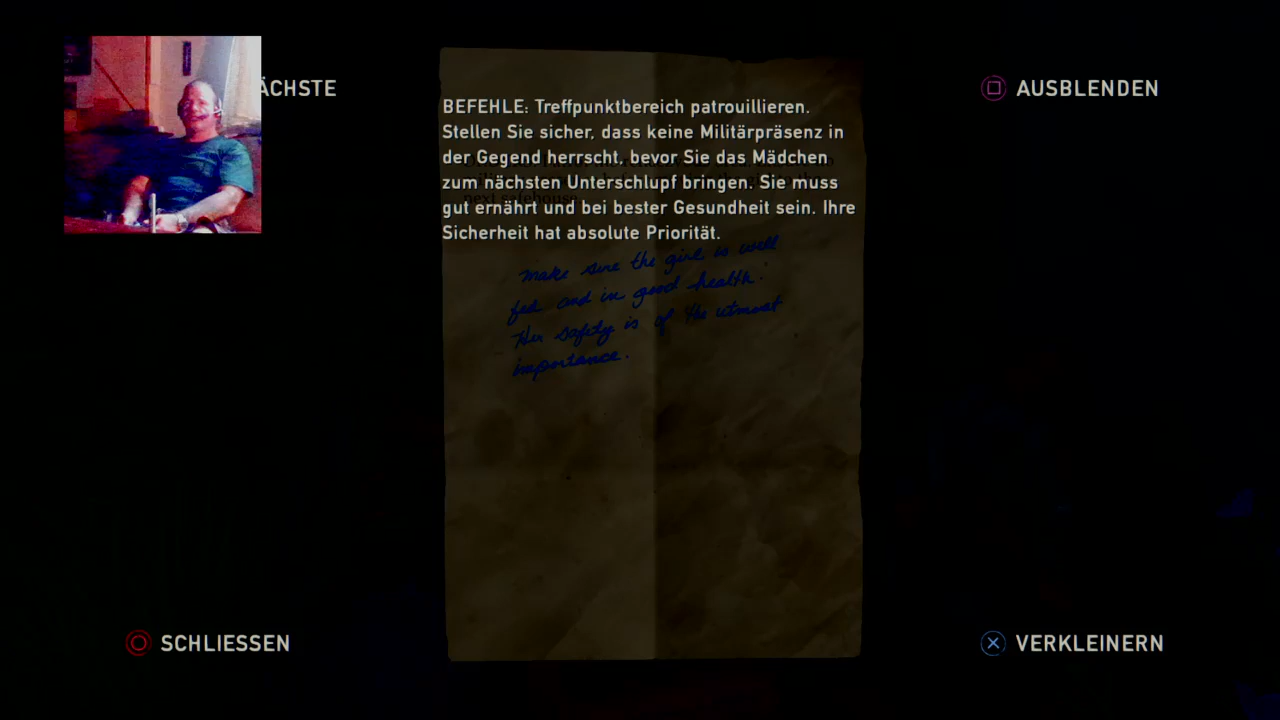 ÄCHSTE
AUSBLENDEN
BEFEHLE: Treffpunktbereich patrouillieren.
Stellen Sie sicher, dass keine Militärpräsenz in
der Gegend herrscht, bevor Sie das Mädchen
zum nächsten Unterschlupf bringen. Sie muss
gut ernährt und bei bester Gesundheit sein. Ihre
Sicherheit hat absolute Priorität.
make sure the girl is well
fed and in good health.
Her safety is of the utmost
importance.
SCHLIESSEN
VERKLEINERN